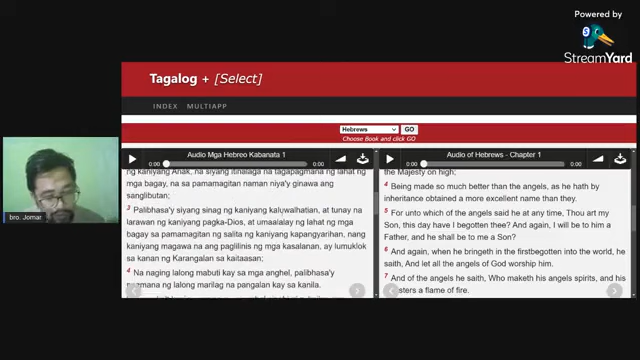 Powered by
StreamYard
Tagalog + [Select]
INDEX MULTIAPP
Hebrews GO
Choose Book and click GO
Audio Mga Hebreo Kabanata 1
0:00 0:00
ng kaniyang Anak, na siyang itinalaga na tagapagmana ng lahat ng
mga bagay, na sa pamamagitan naman niya'y ginawa ang
sanglibutan;
3 Palibhasa'y siyang sinag ng kaniyang kaluwalhatian, at tunay na
larawan ng kaniyang pagka-Dios, at umaalalay ng lahat ng mga
bagay sa pamamagitan ng salita ng kaniyang kapangyarihan, nang
kaniyang magawa na ang paglilinis ng mga kasalanan, ay lumuklok
sa kanan ng Karangalan sa kaitaasan;
4 Na naging lalong mabuti kay sa mga anghel, palibhasa'y
nagmana ng lalong marilag na pangalan kay sa kanila.
Audio of Hebrews - Chapter 1
0:00 0:00
the Majesty on high;
4 Being made so much better than the angels, as he hath by
inheritance obtained a more excellent name than they.
5 For unto which of the angels said he at any time, Thou art my
Son, this day have I begotten thee? And again, I will be to him a
Father, and he shall be to me a Son?
6 And again, when he bringeth in the firstbegotten into the world, he
saith, And let all the angels of God worship him.
7 And of the angels he saith, Who maketh his angels spirits, and his
ministers a flame of fire.
bro. Jomar